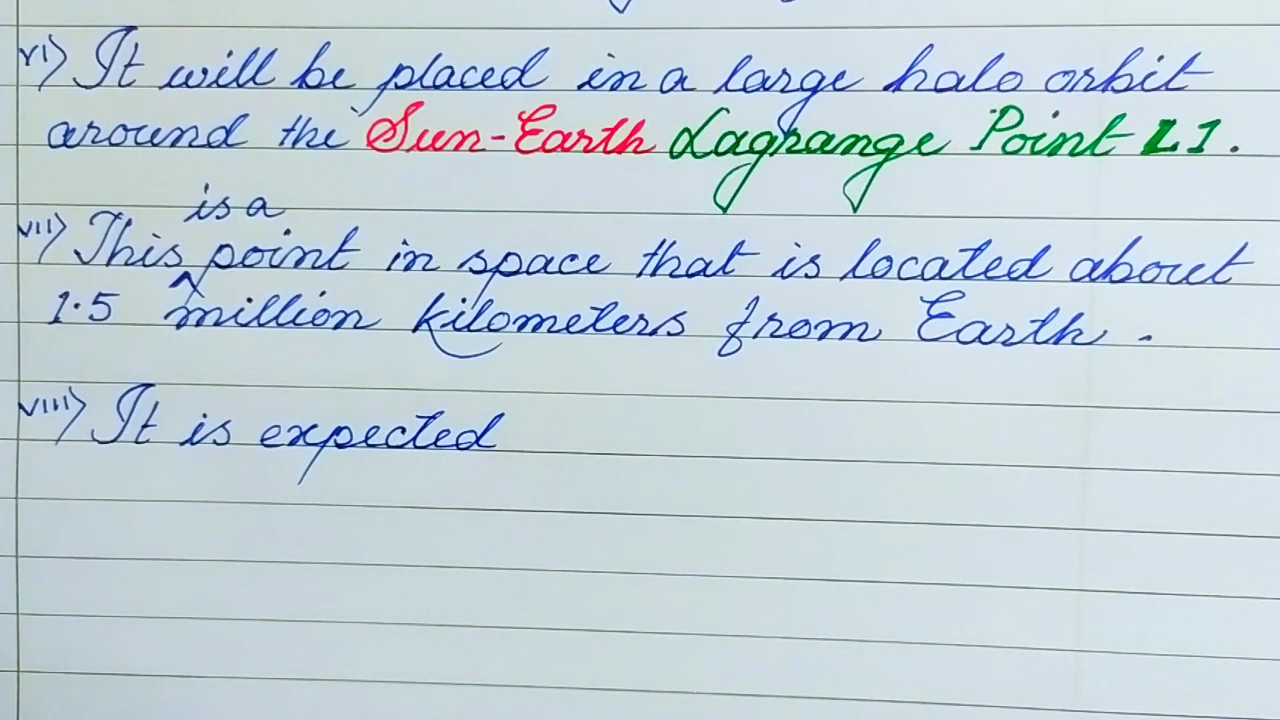 vi) It will be placed in a large halo orbit
around the Sun-Earth Lagrange Point L1.
is a
vii) This ^ point in space that is located about
1.5 million kilometers from Earth.
viii) It is expected